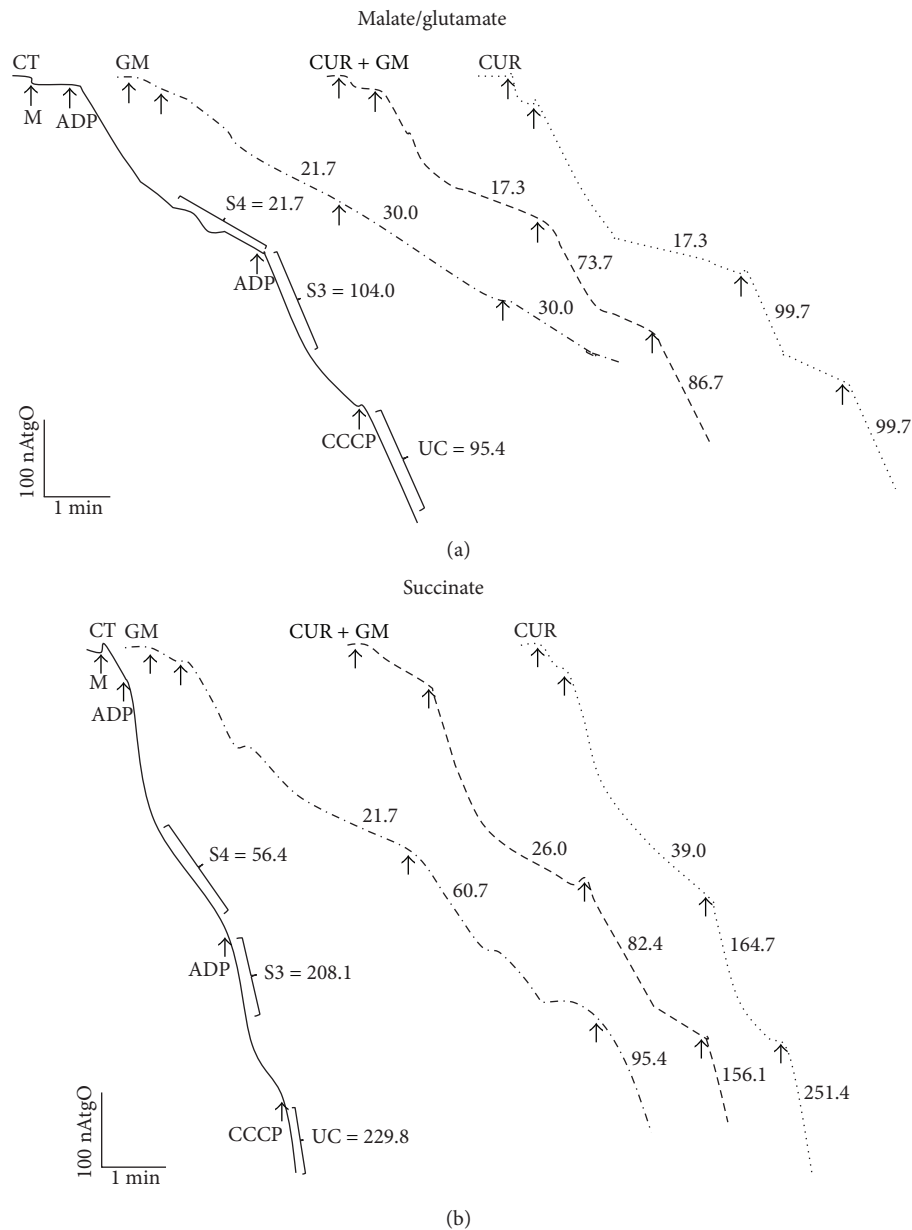 Malate/glutamate
CT
GM
CUR + GM
CUR
M
ADP
21.7
17.3
S4 = 21.7
30.0
17.3
ADP
73.7
S3 = 104.0
30.0
99.7
86.7
99.7
CCCP
UC = 95.4
100 nAtgO
1 min
(a)
Succinate
CT
GM
CUR + GM
CUR
M
ADP
21.7
26.0
39.0
S4 = 56.4
60.7
82.4
164.7
ADP
S3 = 208.1
95.4
156.1
251.4
100 nAtgO
CCCP
UC = 229.8
1 min
(b)